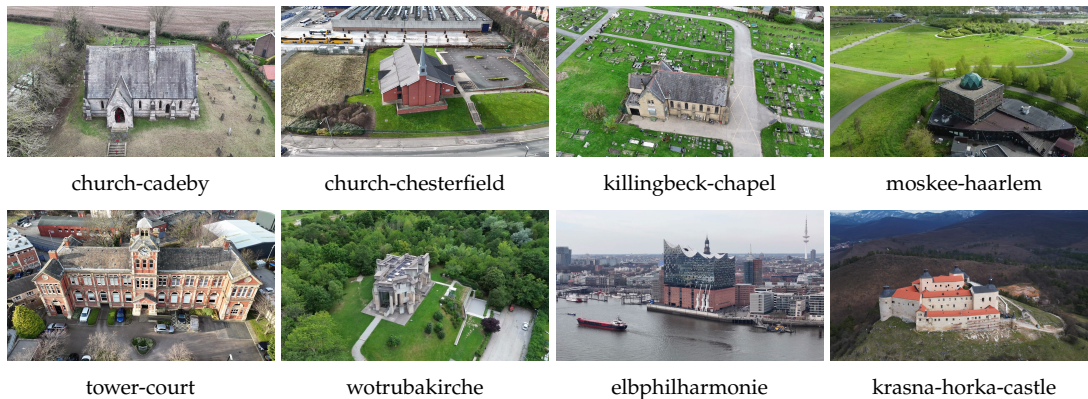 church-cadeby
church-chesterfield
killingbeck-chapel
moskee-haarlem
tower-court
wotrubakirche
elbphilharmonie
krasna-horka-castle